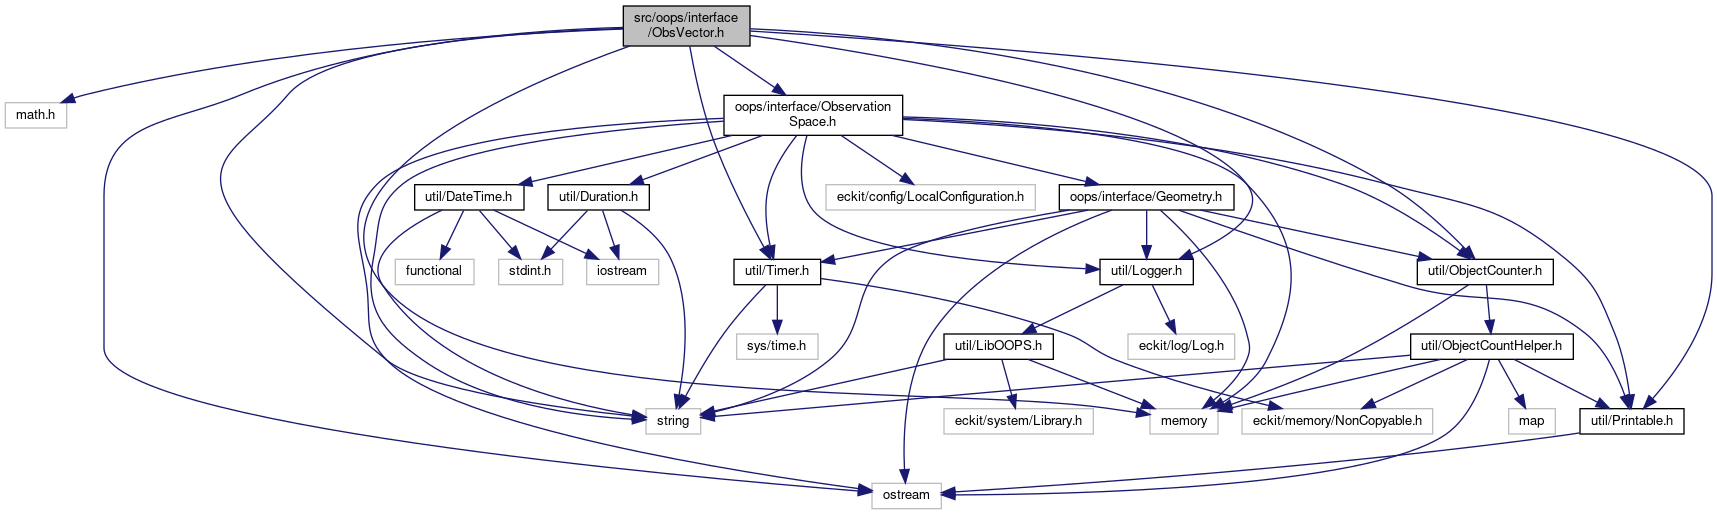 src/oops/interface
/ObsVector.h
math.h
oops/interface/Observation
Space.h
util/DateTime.h
util/Duration.h
eckit/config/LocalConfiguration.h
oops/interface/Geometry.h
functional
stdint.h
iostream
util/Timer.h
util/Logger.h
util/ObjectCounter.h
sys/time.h
util/LibOOPS.h
eckit/log/Log.h
util/ObjectCountHelper.h
string
eckit/system/Library.h
memory
eckit/memory/NonCopyable.h
map
util/Printable.h
ostream